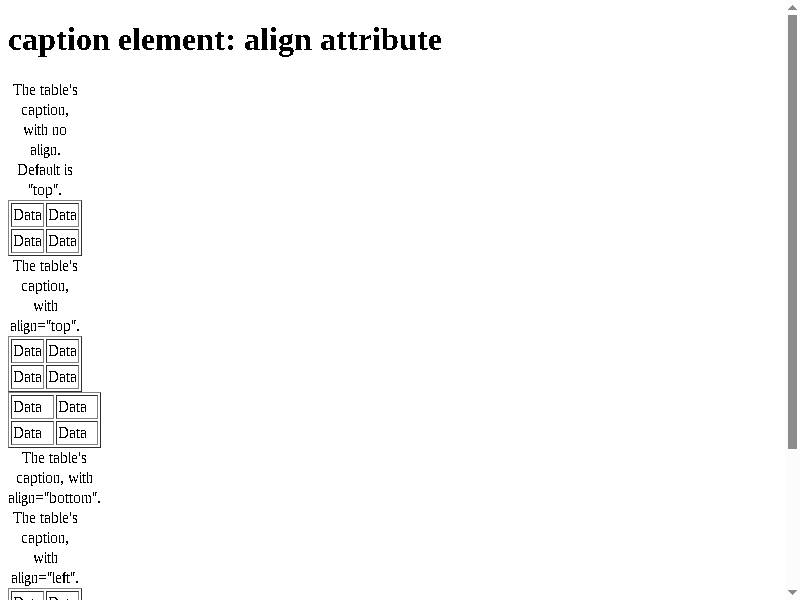 caption element: align attribute
The table's
caption,
with no
align.
Default is
"top".
Data Data
Data Data
The table's
caption,
with
align="top".
Data Data
Data Data
Data Data
Data Data
The table's
caption, with
align="bottom".
The table's
caption,
with
align="left".
Data Data